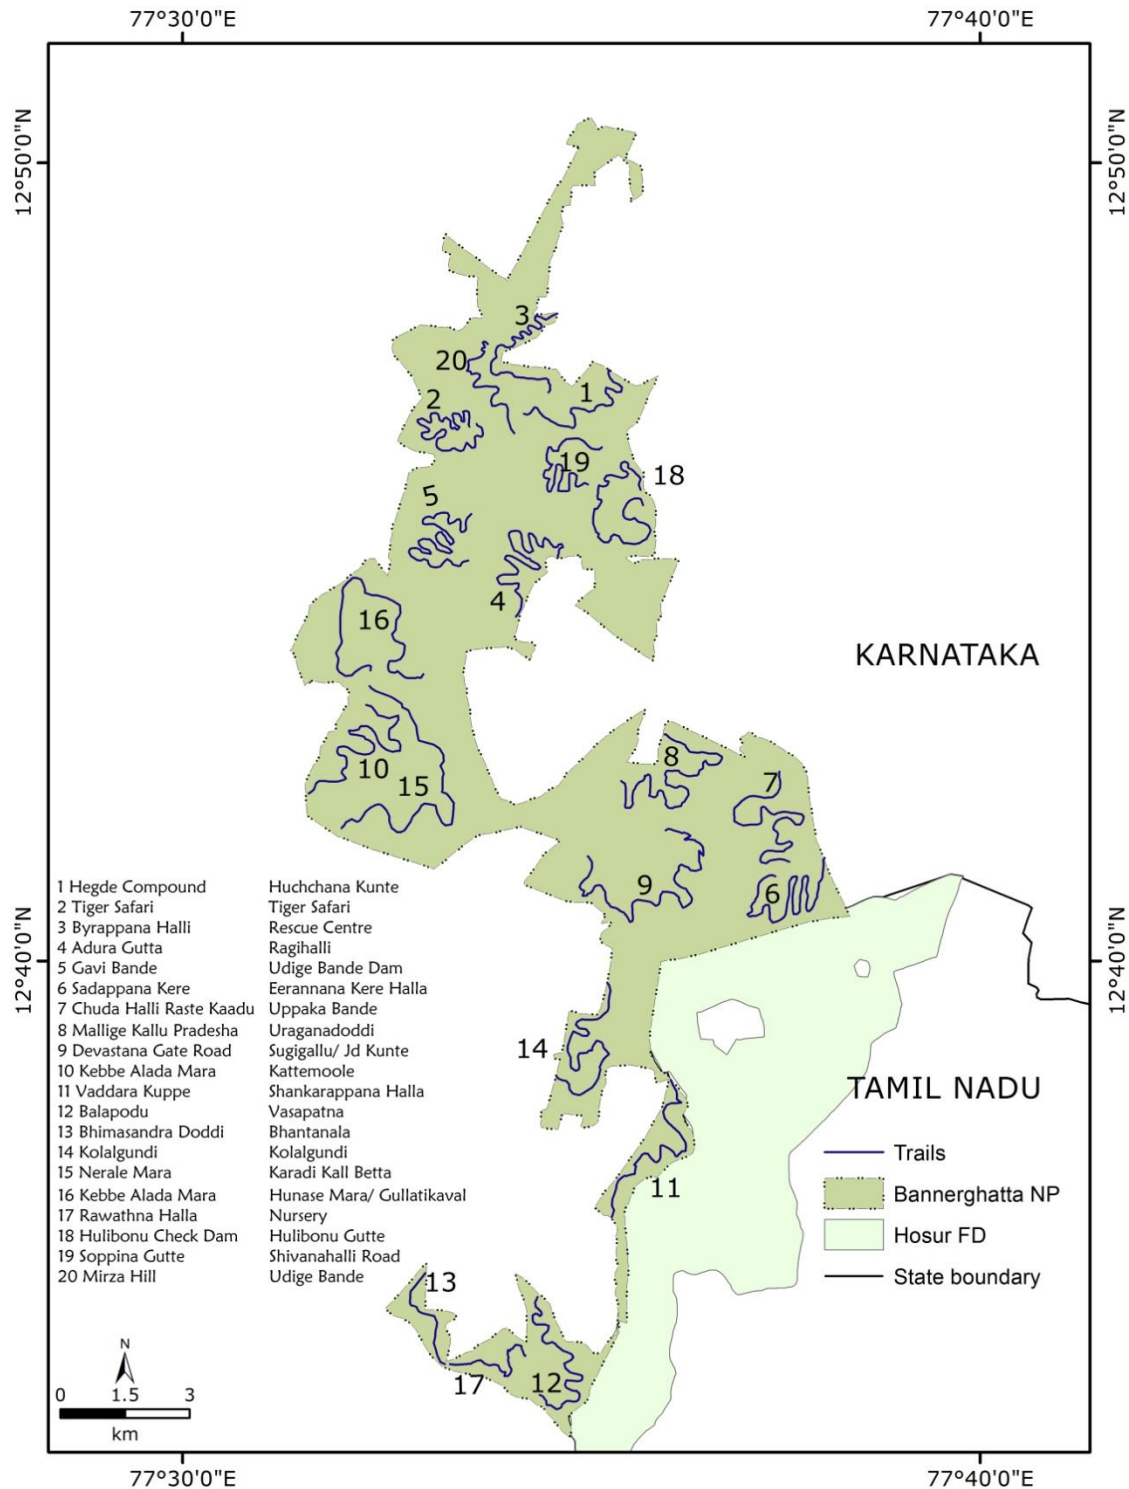 77°30'0"E 77°40'0"E
12°50'0"N 12°50'0"N
3
20
2
1
19
18
5
4
16
KARNATAKA
8
10
7
15
9
6
1 Hegde Compound Huchchana Kunte
2 Tiger Safari Tiger Safari
3 Byrappana Halli Rescue Centre
4 Adura Gutta Ragihalli
5 Gavi Bande Udige Bande Dam
6 Sadappana Kere Eerannana Kere Halla
7 Chuda Halli Raste Kaadu Uppaka Bande
8 Mallige Kallu Pradesha Uraganadoddi
9 Devastana Gate Road Sugigallu/ Jd Kunte
10 Kebbe Alada Mara Kattemoole
11 Vaddara Kuppe Shankarappana Halla
12 Balapodu Vasapatna
13 Bhimasandra Doddi Bhantanala
14 Kolalgundi Kolalgundi
15 Nerale Mara Karadi Kall Betta
16 Kebbe Alada Mara Hunase Mara/ Gullatikaval
17 Rawathna Halla Nursery
18 Hulibonu Check Dam Hulibonu Gutte
19 Soppina Gutte Shivanahalli Road
20 Mirza Hill Udige Bande
12°40'0"N 12°40'0"N
14
TAMIL NADU
11
Trails
Bannerghatta NP
Hosur FD
State boundary
13
17
12
N
0 1.5 3
km
77°30'0"E 77°40'0"E